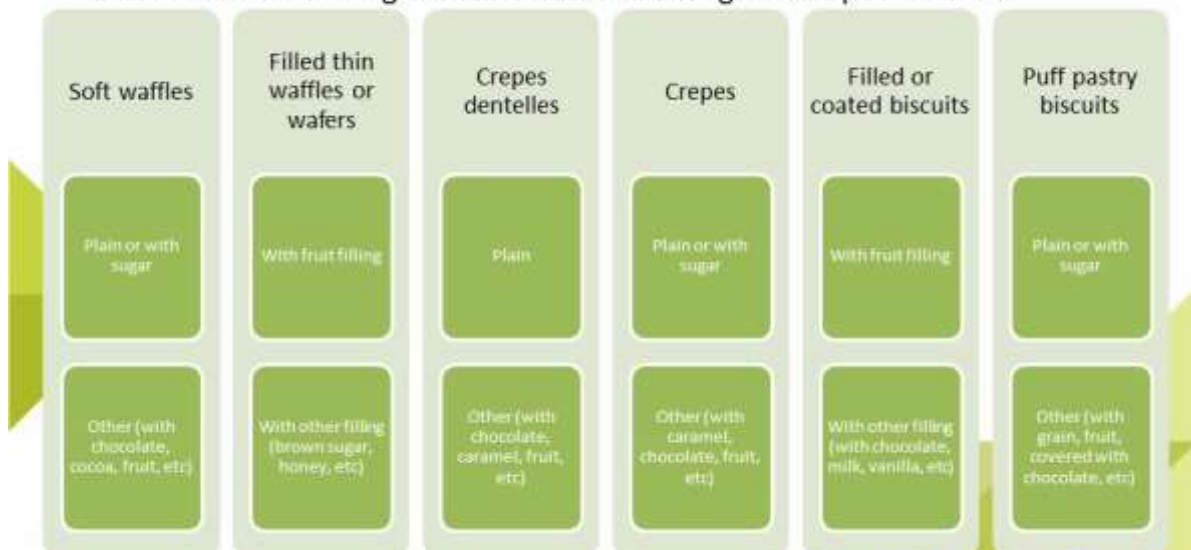 Soft waffles
Plain or with
sugar
Other (with
chocolate,
cocoa, fruit, etc)
Filled thin
waffles or
wafers
With fruit filling
With other filling
(brown sugar,
honey, etc)
Crepes
dentelles
Plain
Other (with
chocolate,
caramel, fruit,
etc)
Crepes
Plain or with
sugar
Other (with
caramel,
chocolate, fruit,
etc)
Filled or
coated biscuits
With fruit filling
With other filling
(with chocolate,
milk, vanilla, etc)
Puff pastry
biscuits
Plain or with
sugar
Other (with
grain, fruit,
covered with
chocolate, etc)